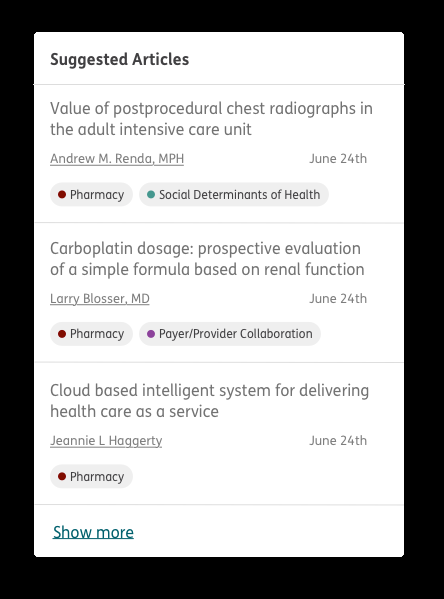 Suggested Articles
Value of postprocedural chest radiographs in
the adult intensive care unit
Andrew M. Renda, MPH June 24th
Pharmacy Social Determinants of Health
Carboplatin dosage: prospective evaluation
of a simple formula based on renal function
Larry Blosser, MD June 24th
Pharmacy Payer/Provider Collaboration
Cloud based intelligent system for delivering
health care as a service
Jeannie L Haggerty June 24th
Pharmacy
Show more